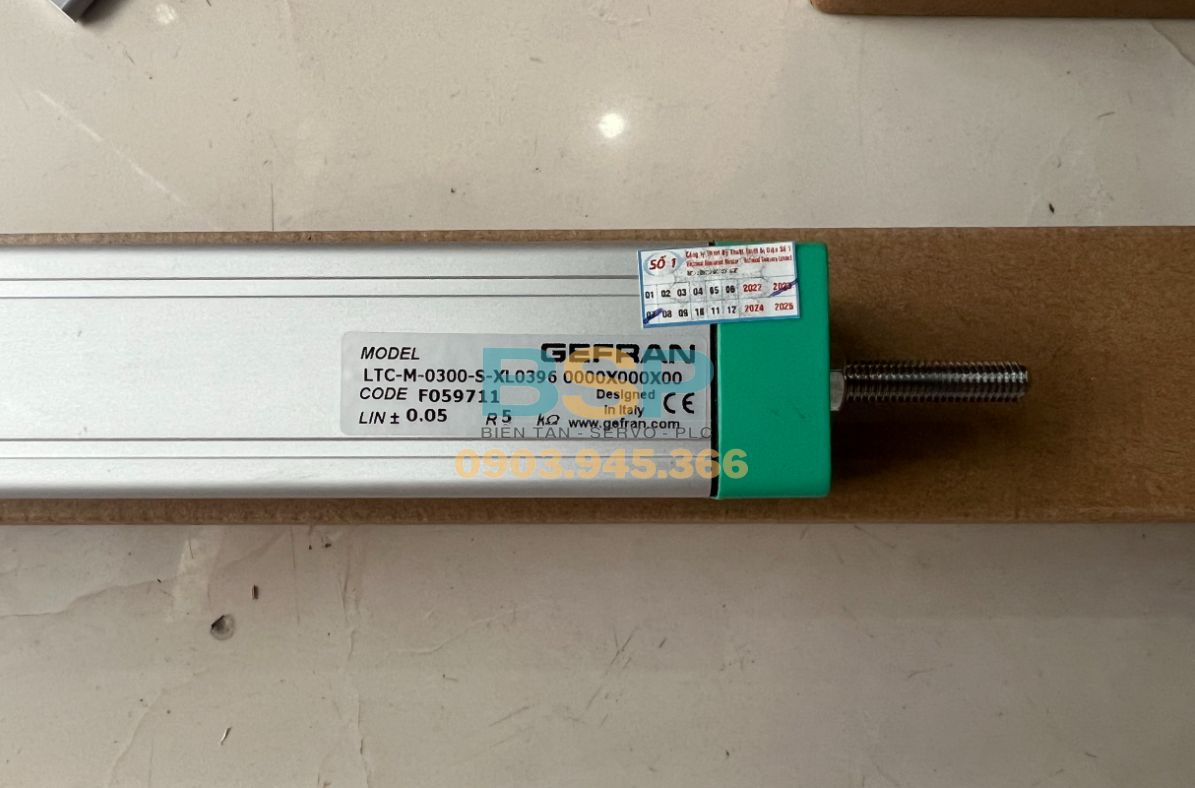 SỐ 1
01 02 03 04 05 06 2022 2023
07 08 09 10 11 12 2024 2025
GEFRAN
MODEL
LTC-M-0300-S-XL0396 0000X000X00
CODE F059711
Designed
in Italy
CE
LIN ± 0.05 R 5 kΩ www.gefran.com
BSP
BIEN TAN - SERVO - PLC
0903.945.366